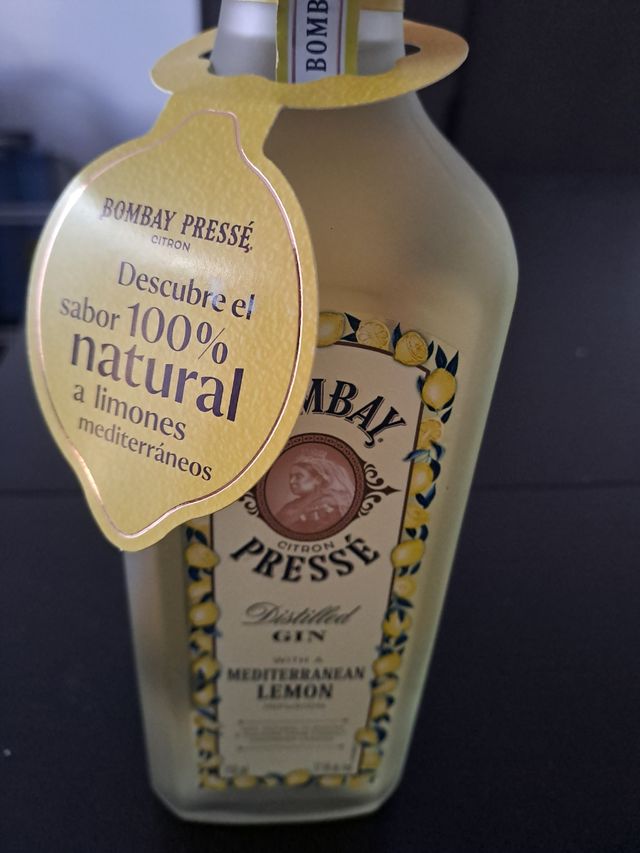 BOMB
BOMBAY PRESSÉ
CITRON
Descubre el
sabor 100%
natural
a limones
mediterráneos
MBAY
CITRON
PRESSÉ
Distilled
GIN
WITH A
MEDITERRANEAN
LEMON
INFUSION